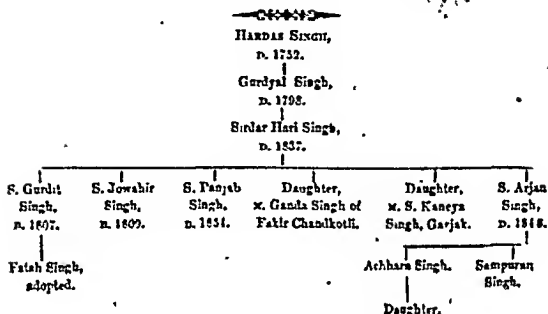 HARDAS SINGH,
D. 1752.
Gurdyal Singh,
D. 1798.
Sirdar Hari Singh,
D. 1837.
S. Gurdit
Singh,
1807.
Fatah Singh,
adopted.
S. Jowahir
Singh,
1809.
S. Panjab
Singh,
D. 1854.
Daughter,
M. Ganda Singh of
Fakir Chandkotli.
Daughter,
M. S. Kaneya
Singh, Garjak.
S. Arjan
Singh,
D. 1848.
Achhara Singh.
Daughter.
Sampuran
Singh.